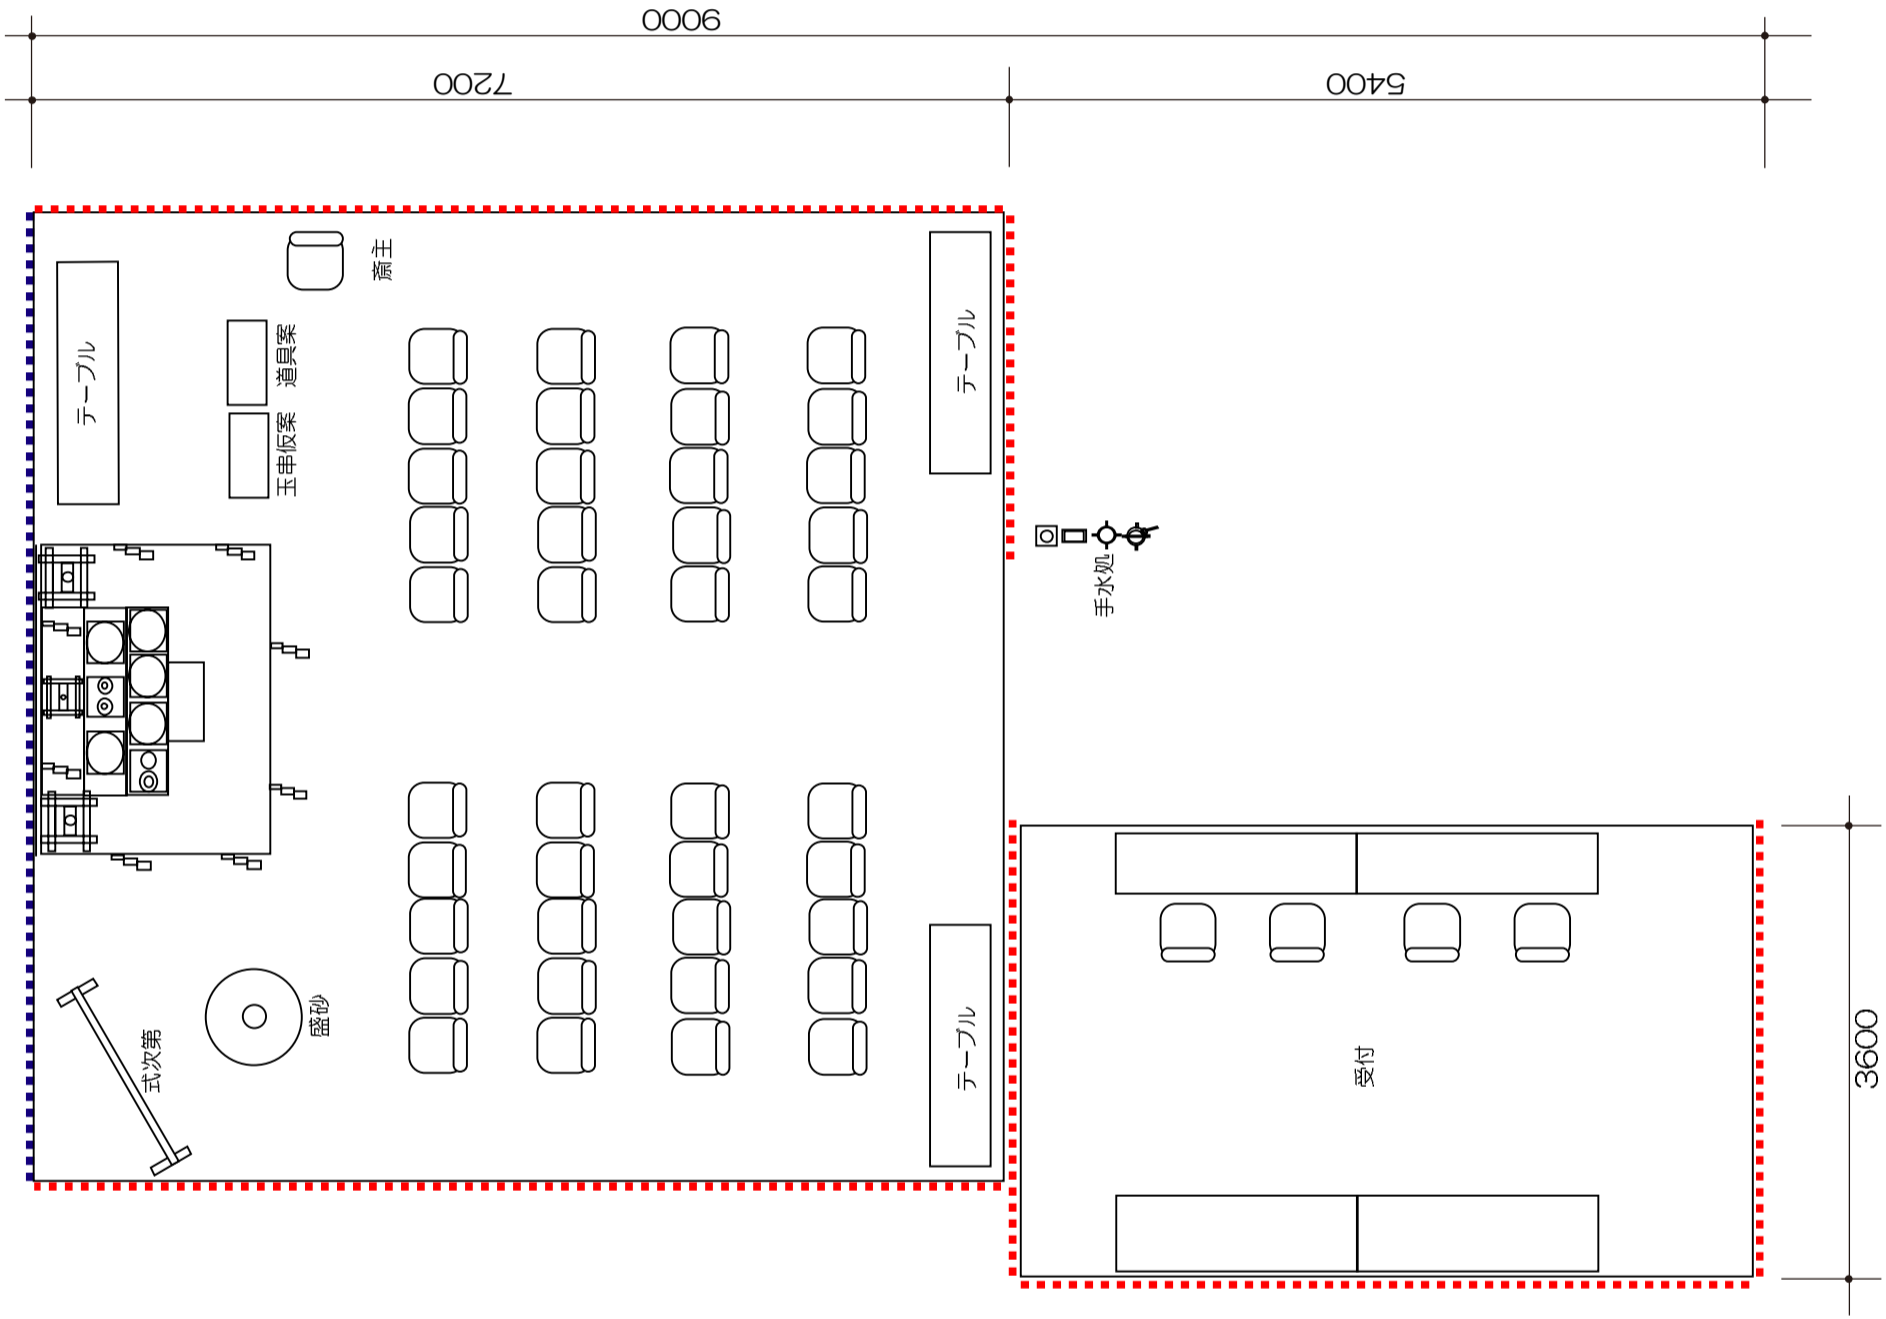 9000
7200
5400
斎主
テーブル
道具案
玉串仮案
テーブル
手水処
盛砂
式次第
テーブル
受付
3600